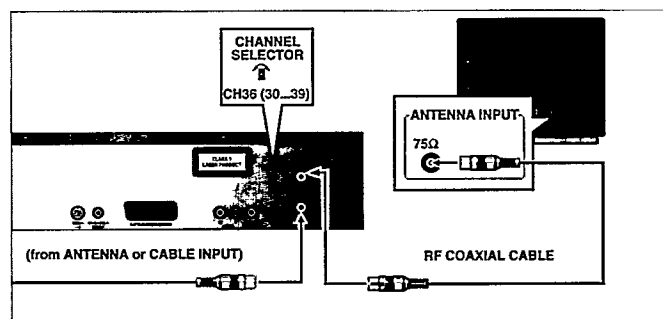 CHANNEL
SELECTOR
CH36 (30...39)
ANTENNA INPUT
75Ω
CLASS 1
LASER PRODUCT
(from ANTENNA or CABLE INPUT)
RF COAXIAL CABLE